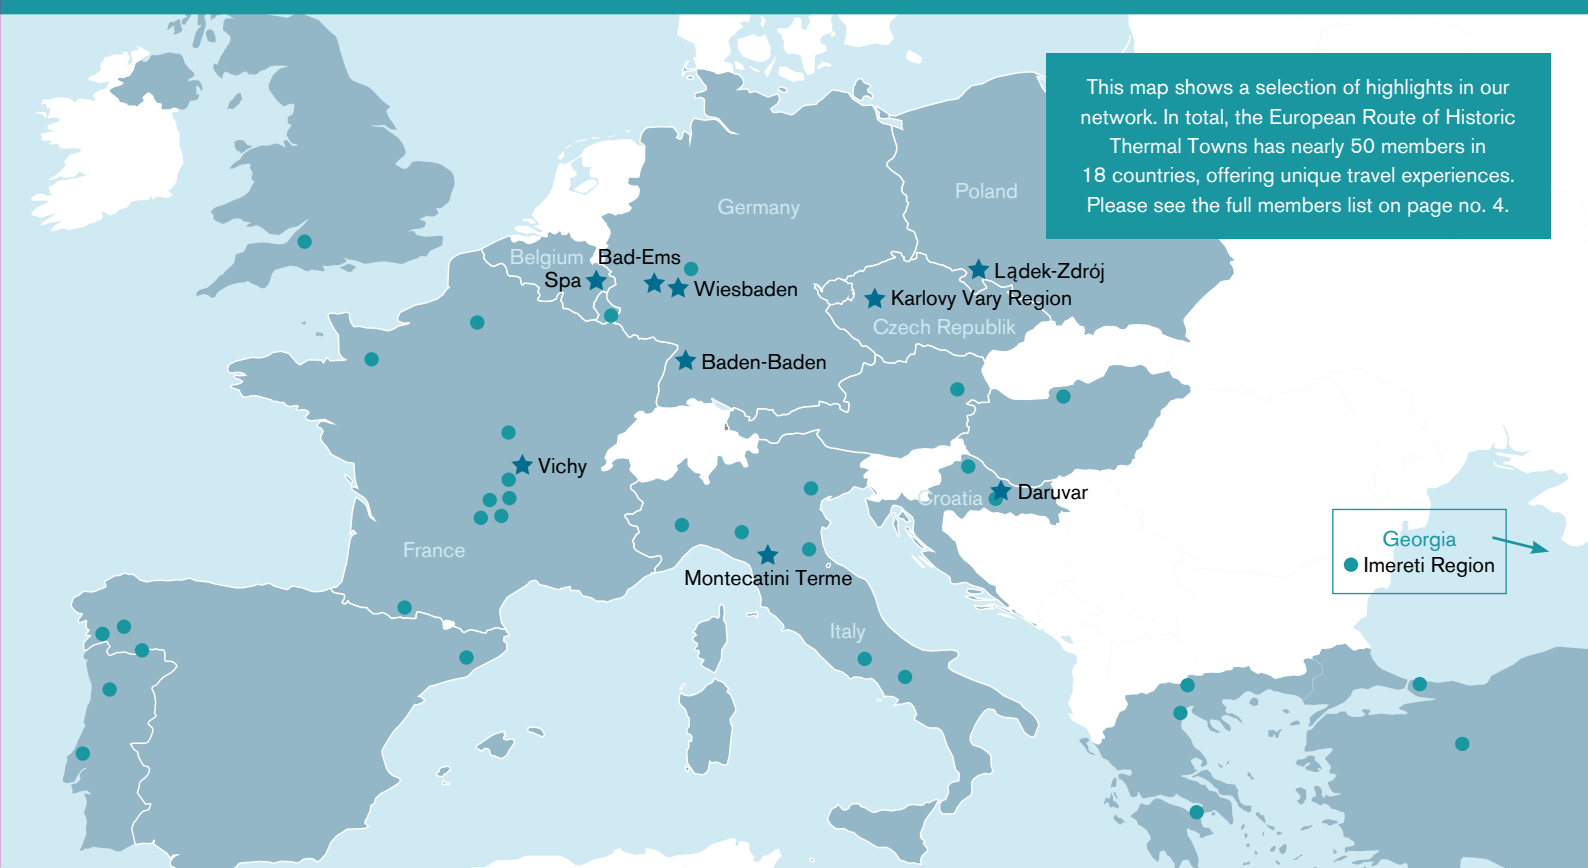 This map shows a selection of highlights in our
network. In total, the European Route of Historic
Thermal Towns has nearly 50 members in
18 countries, offering unique travel experiences.
Please see the full members list on page no. 4.
Poland
Germany
Belgium
Bad-Ems
Spa
Wiesbaden
Lądek-Zdrój
Karlovy Vary Region
Czech Republik
Baden-Baden
Vichy
Croatia
Daruvar
France
Montecatini Terme
Georgia
Imereti Region
Italy